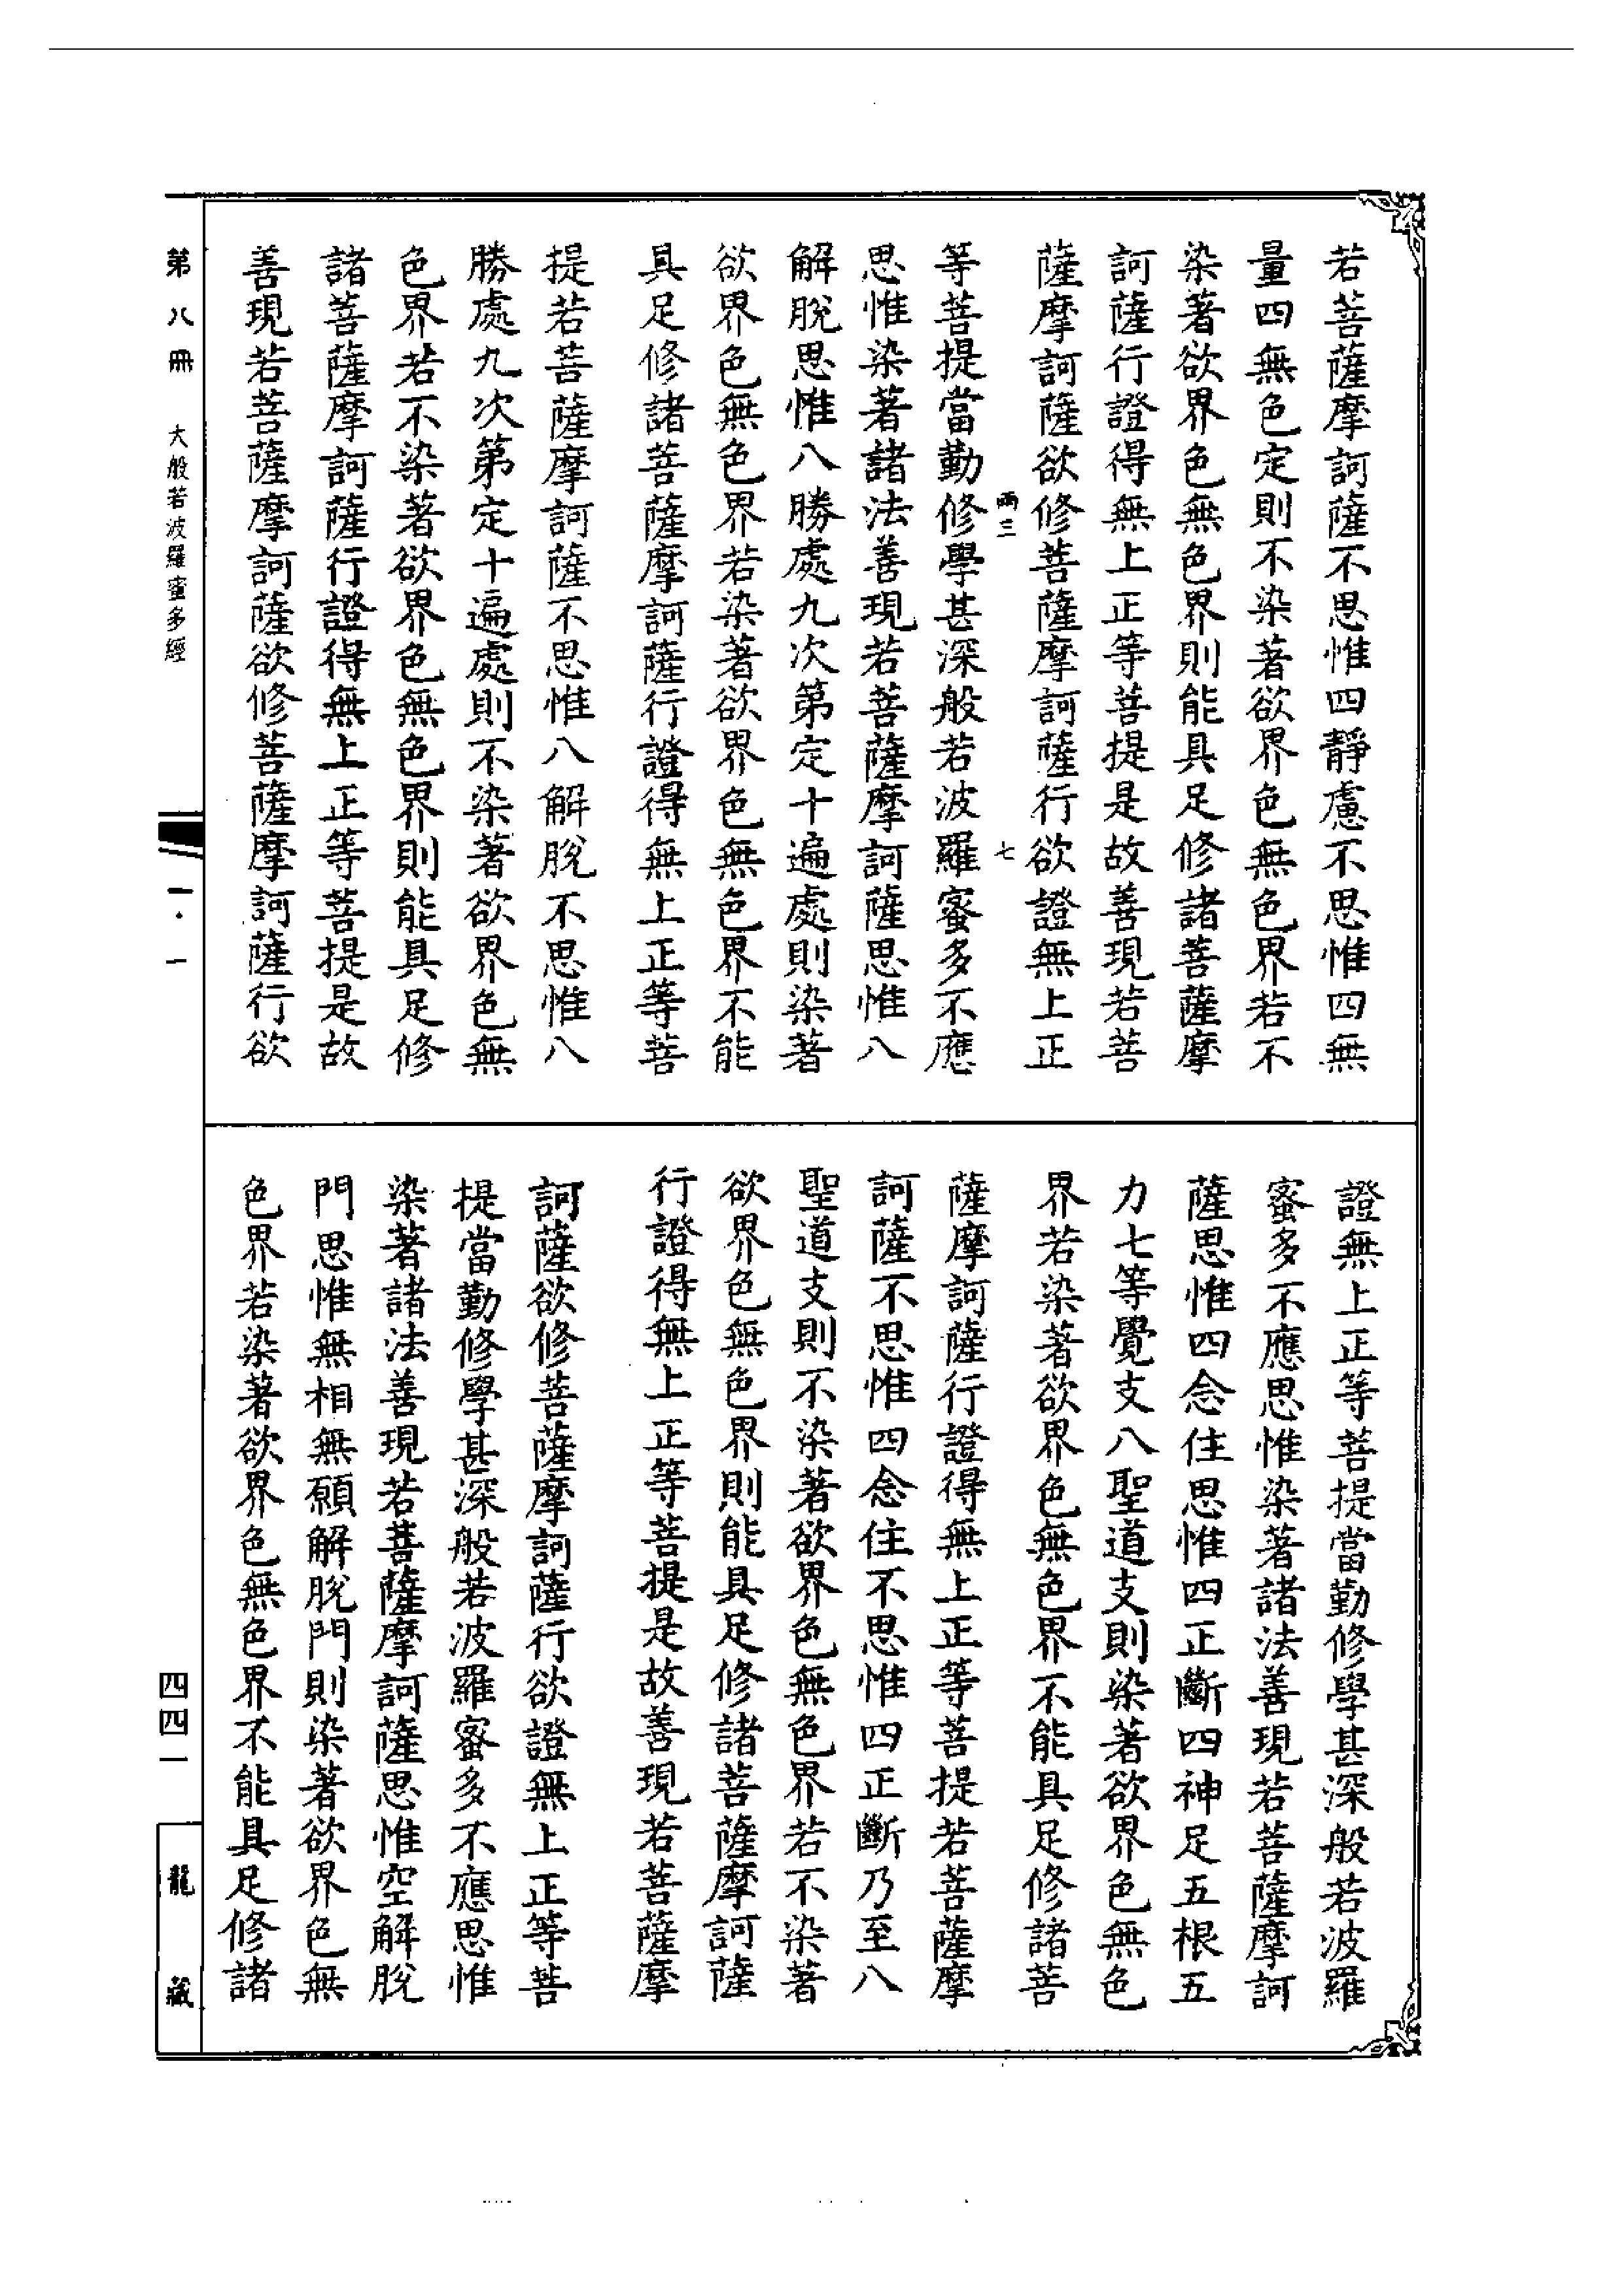 若菩薩摩訶薩不思惟四靜慮不思惟四無
量四無色定則不染著欲界色無色界若不
染著欲界色無色界則能具足修諸菩薩摩
訶薩行證得無上正等菩提是故善現若菩
薩摩訶薩欲修菩薩摩訶薩行欲證無上正
雨三 七
等菩提當勤修學甚深般若波羅蜜多不應
思惟染著諸法善現若菩薩摩訶薩思惟八
解脫思惟八勝處九次第定十遍處則染著
欲界色無色界若染著欲界色無色界不能
具足修諸菩薩摩訶薩行證得無上正等菩
提若菩薩摩訶薩不思惟八解脫不思惟八
勝處九次第定十遍處則不染著欲界色無
色界若不染著欲界色無色界則能具足修
諸菩薩摩訶薩行證得無上正等菩提是故
善現若菩薩摩訶薩欲修菩薩摩訶薩行欲
證無上正等菩提當勤修學甚深般若波羅
蜜多不應思惟染著諸法善現若菩薩摩訶
薩思惟四念住思惟四正斷四神足五根五
力七等覺支八聖道支則染著欲界色無色
界若染著欲界色無色界不能具足修諸菩
薩摩訶薩行證得無上正等菩提若菩薩摩
訶薩不思惟四念住不思惟四正斷乃至八
聖道支則不染著欲界色無色界若不染著
欲界色無色界則能具足修諸菩薩摩訶薩
行證得無上正等菩提是故善現若菩薩摩
訶薩欲修菩薩摩訶薩行欲證無上正等菩
提當勤修學甚深般若波羅蜜多不應思惟
染著諸法善現若菩薩摩訶薩思惟空解脫
門思惟無相無願解脫門則染著欲界色無
色界若染著欲界色無色界不能具足修諸
第八冊 大般若波羅蜜多經 一·一 四四一 龍藏